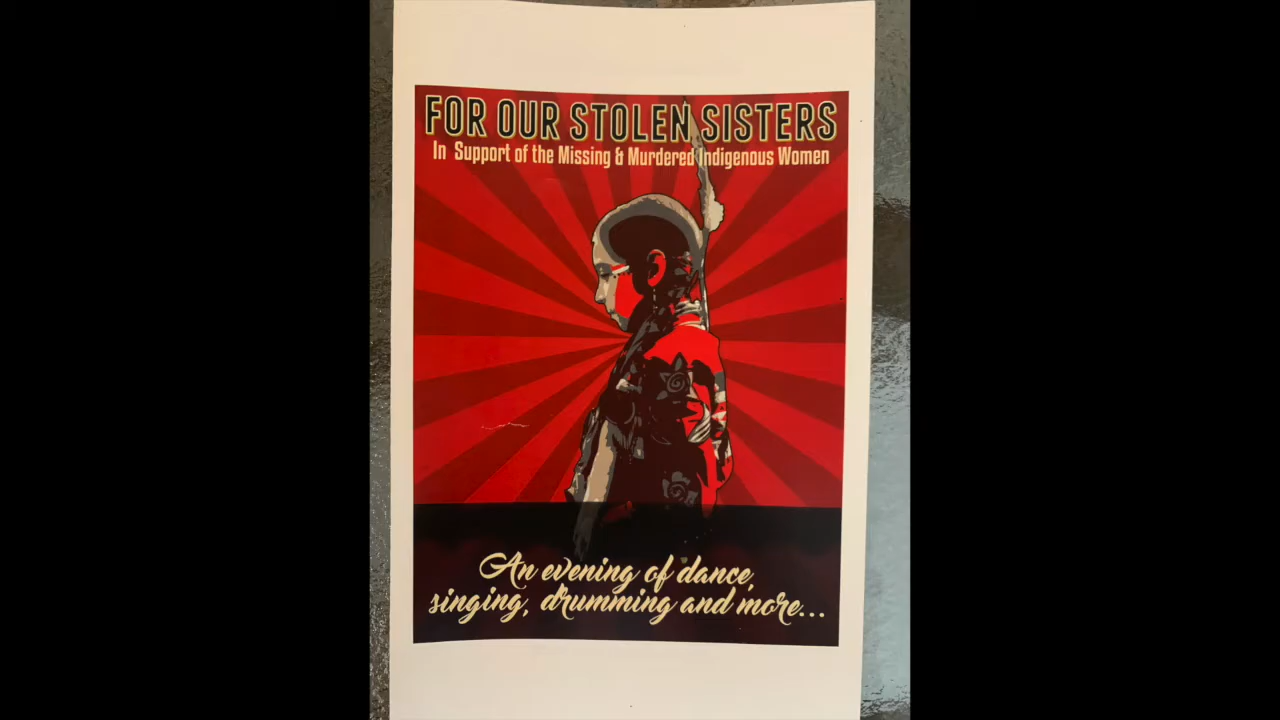 FOR OUR STOLEN SISTERS
In Support of the Missing & Murdered Indigenous Women
An evening of dance,
singing, drumming and more...